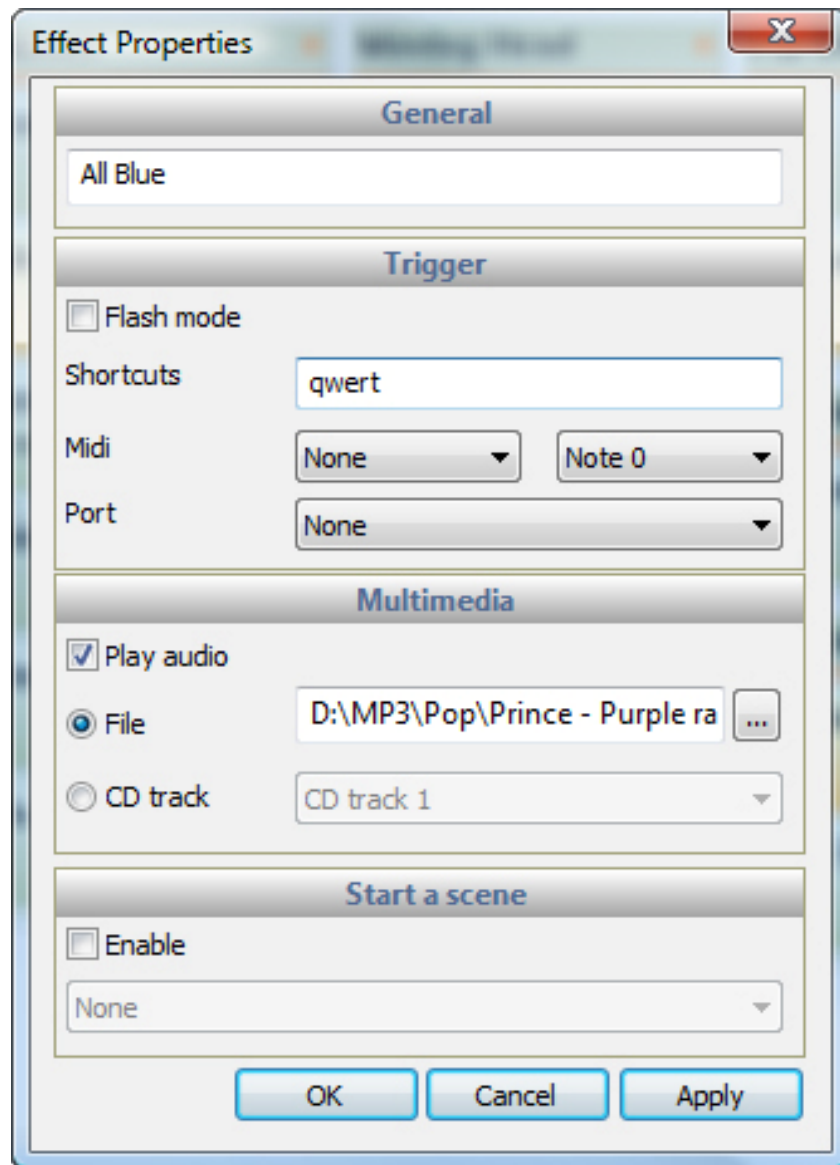 Effect Properties
General
All Blue
Trigger
Flash mode
Shortcuts qwert
Midi None Note 0
Port None
Multimedia
Play audio
File D:\MP3\Pop\Prince - Purple ra ...
CD track CD track 1
Start a scene
Enable
None
OK Cancel Apply